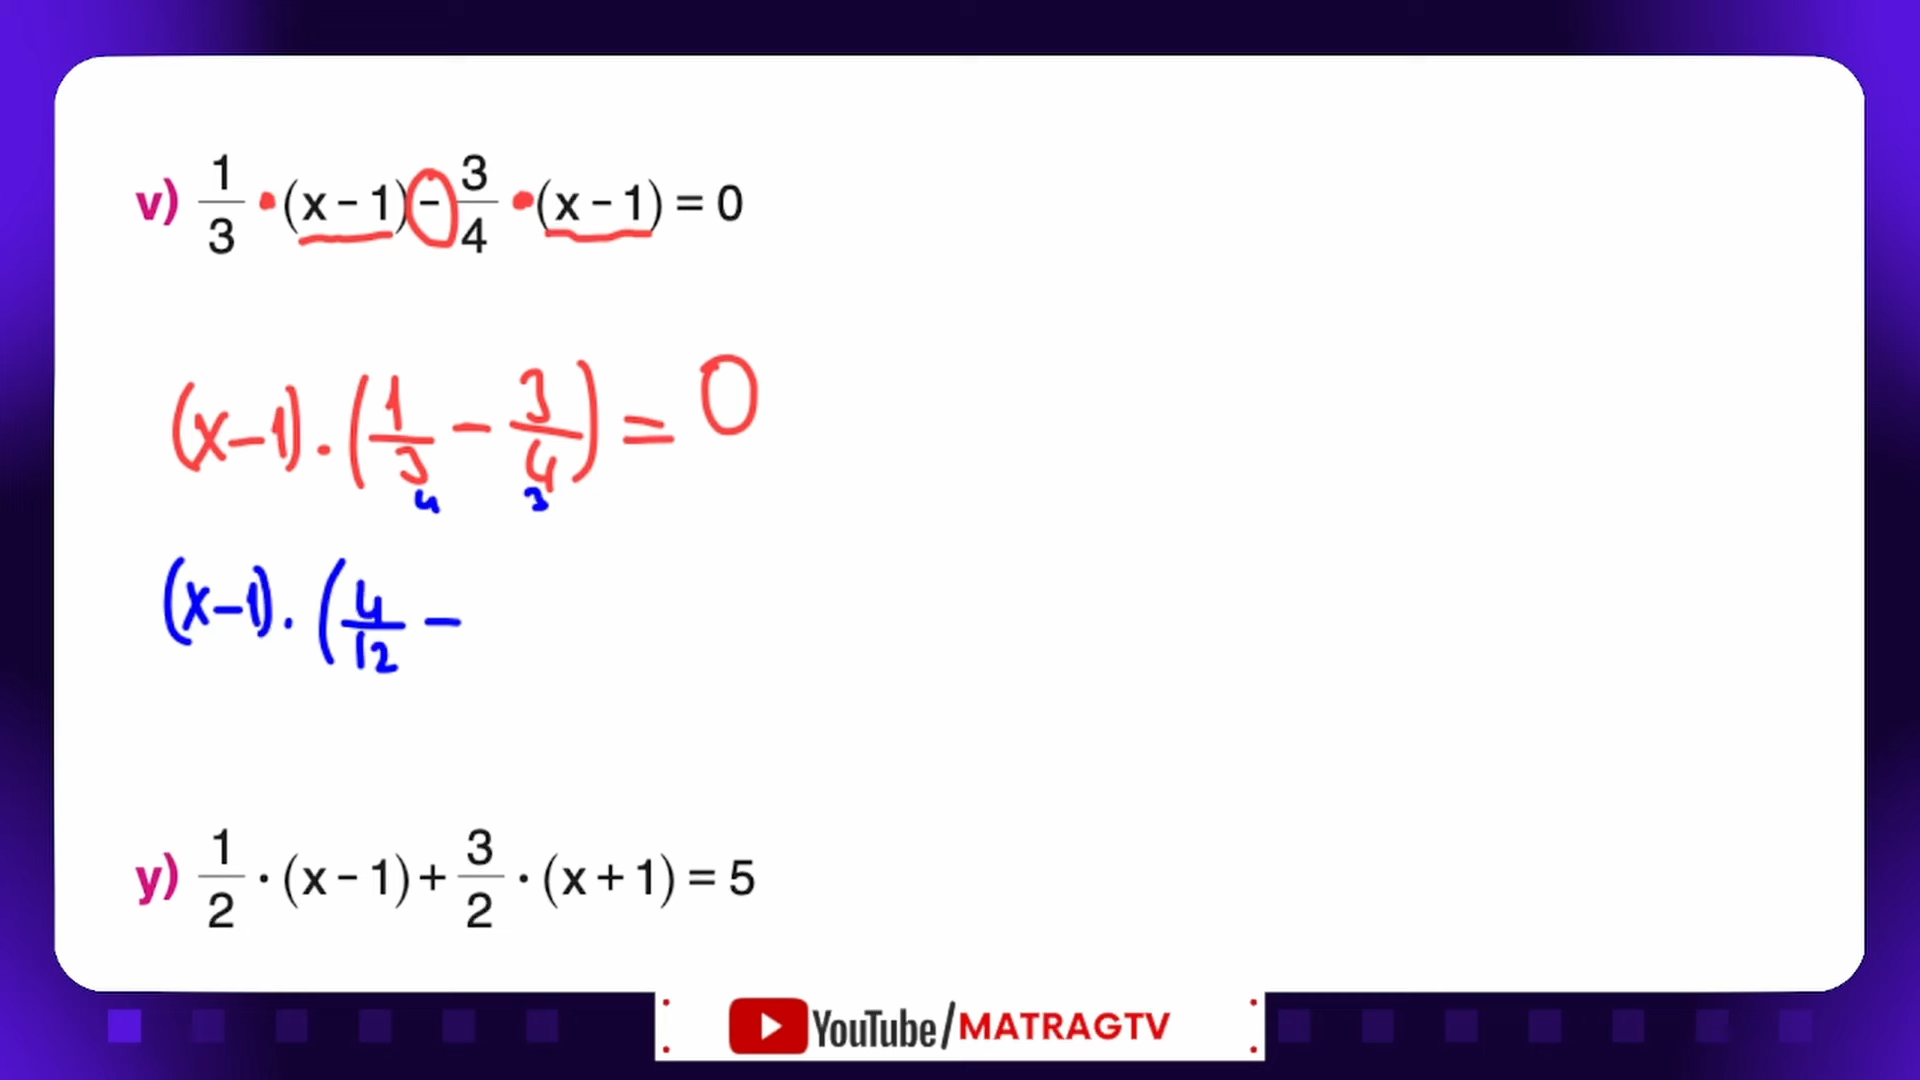 v) 1/3 · (x − 1) − 3/4 · (x − 1) = 0
(x−1) · (1/3 − 3/4) = 0
4 3
(x−1) · (4/12 −
y) 1/2 · (x − 1) + 3/2 · (x + 1) = 5
YouTube/MATRAGTV